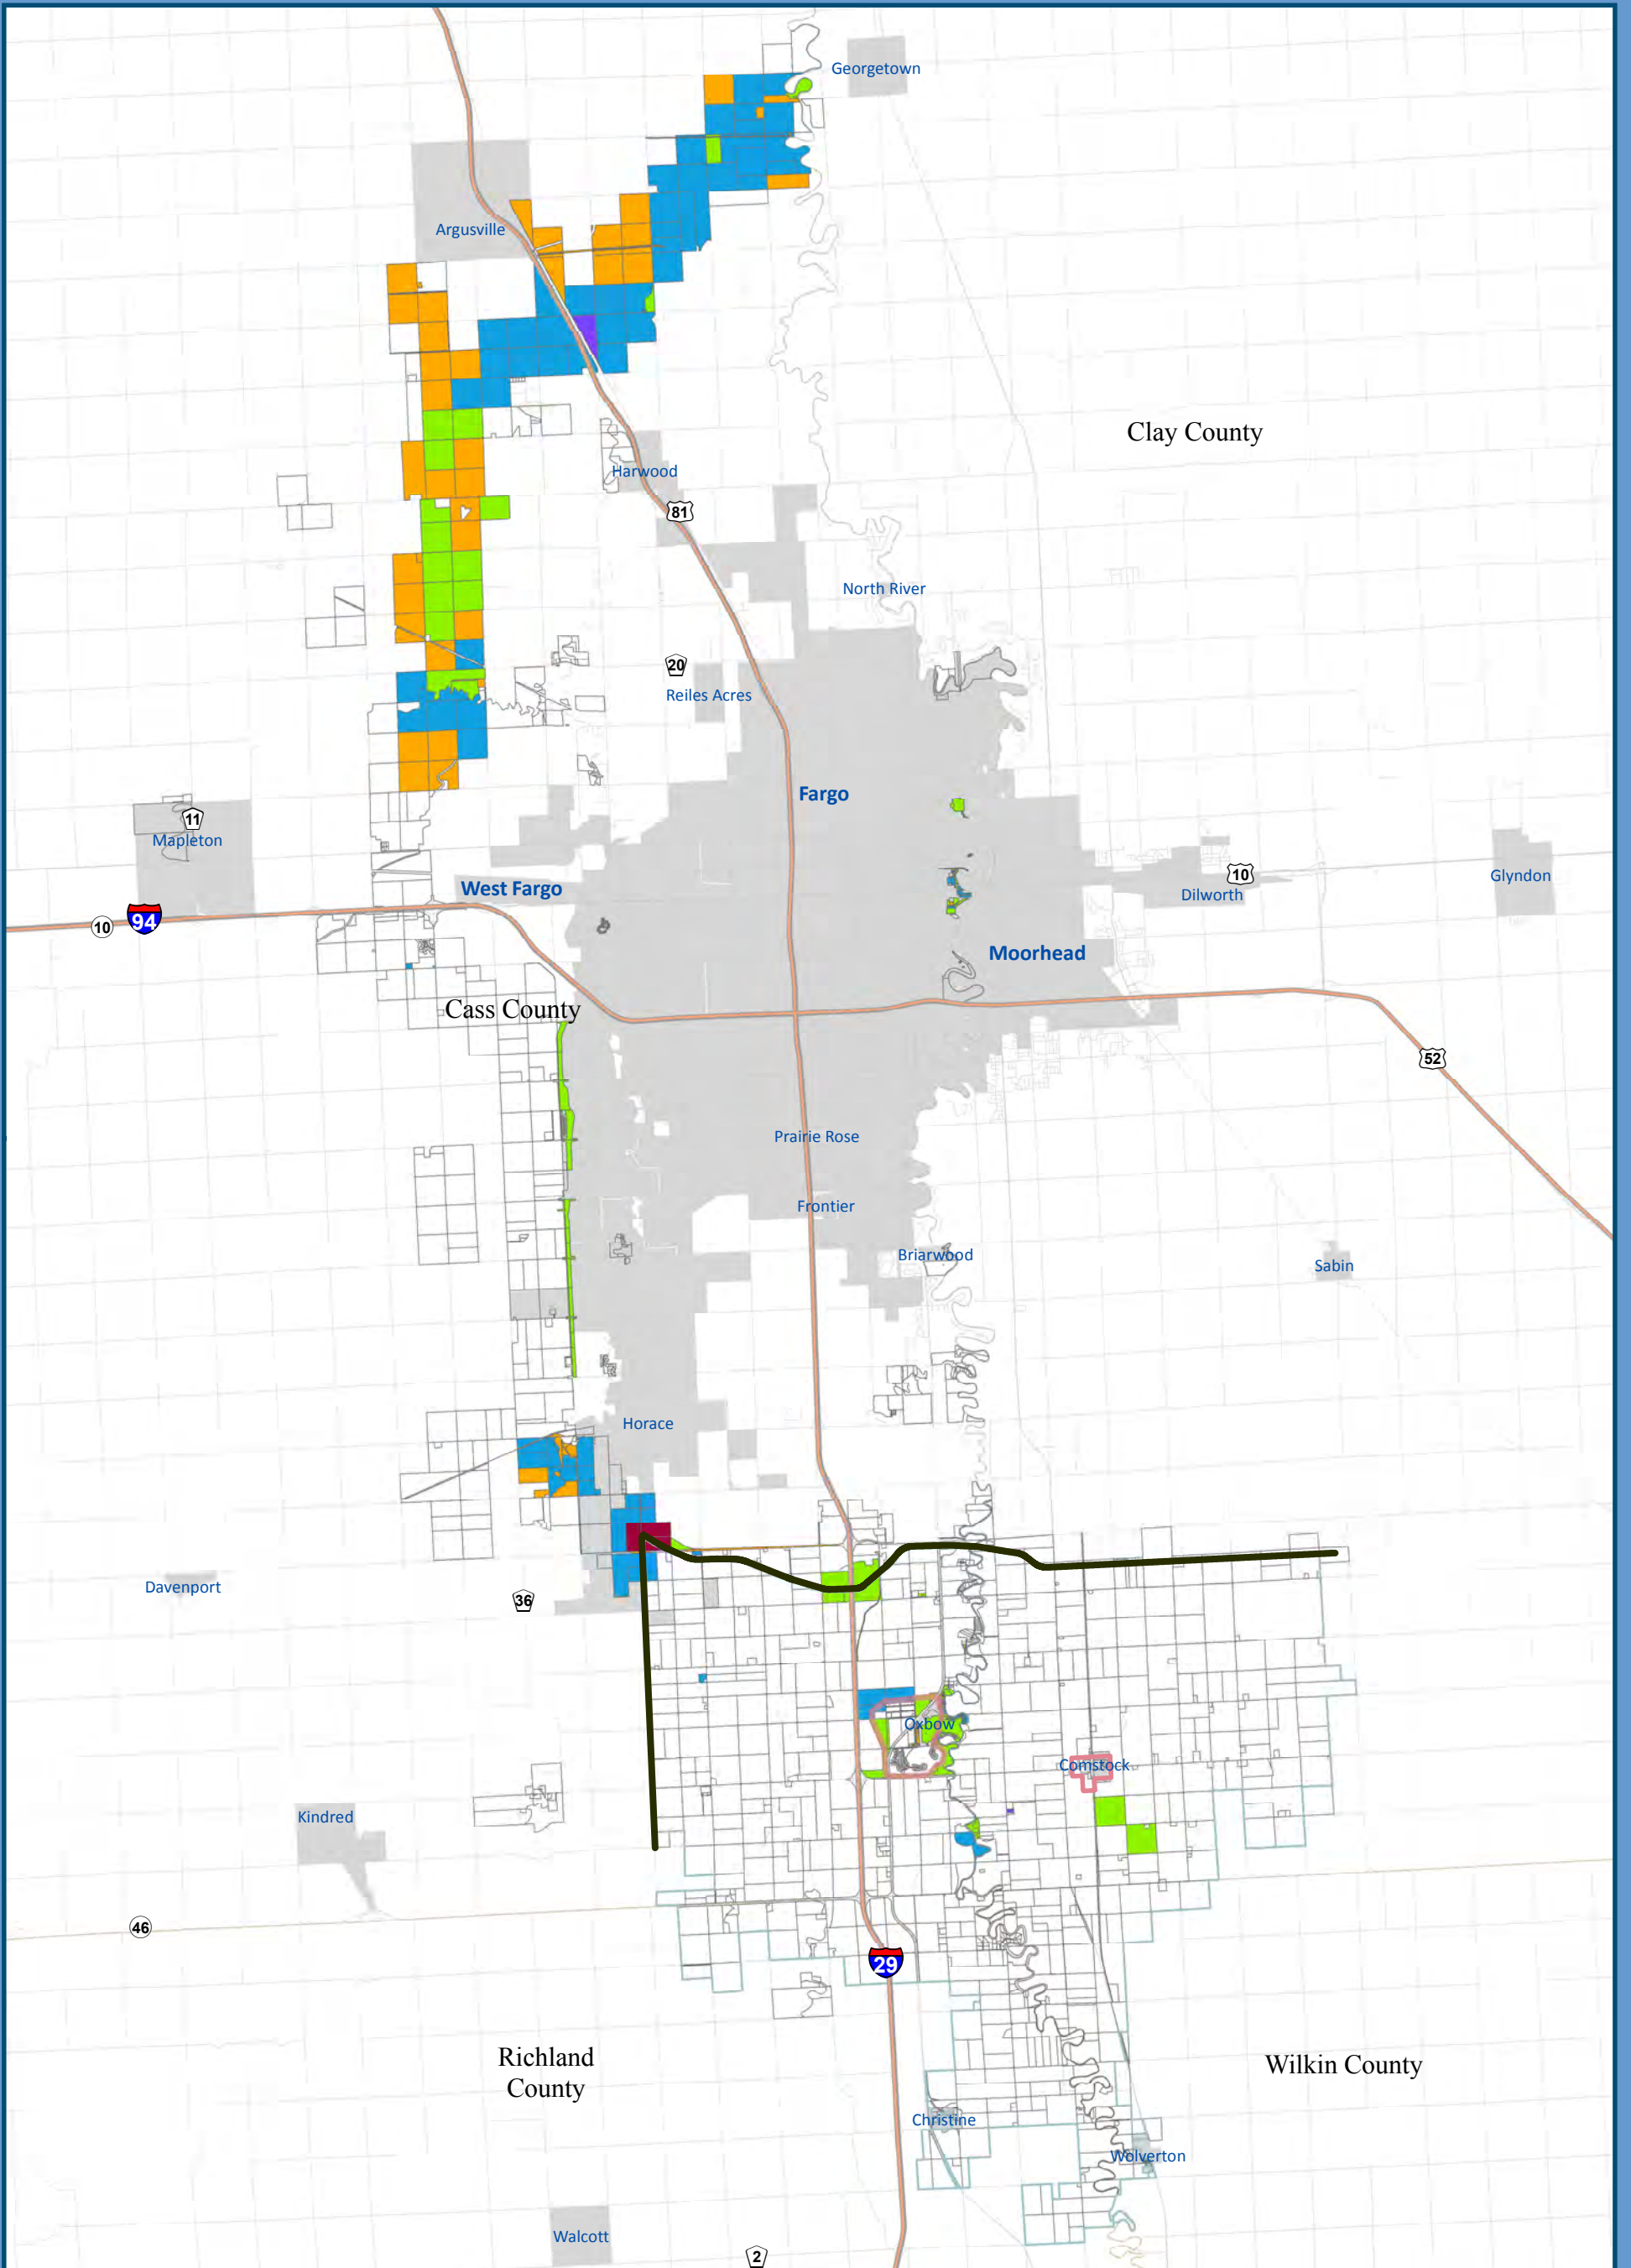 Georgetown
Argusville
Clay County
Harwood
81
North River
20
Reiles Acres
Fargo
11
Mapleton
10
Glyndon
West Fargo
Dilworth
10
94
Moorhead
Cass County
52
Prairie Rose
Frontier
Briarwood
Sabin
Horace
Davenport
36
Oxbow
Comstock
Kindred
46
29
Richland
County
Wilkin County
Christine
Wolverton
Walcott
2